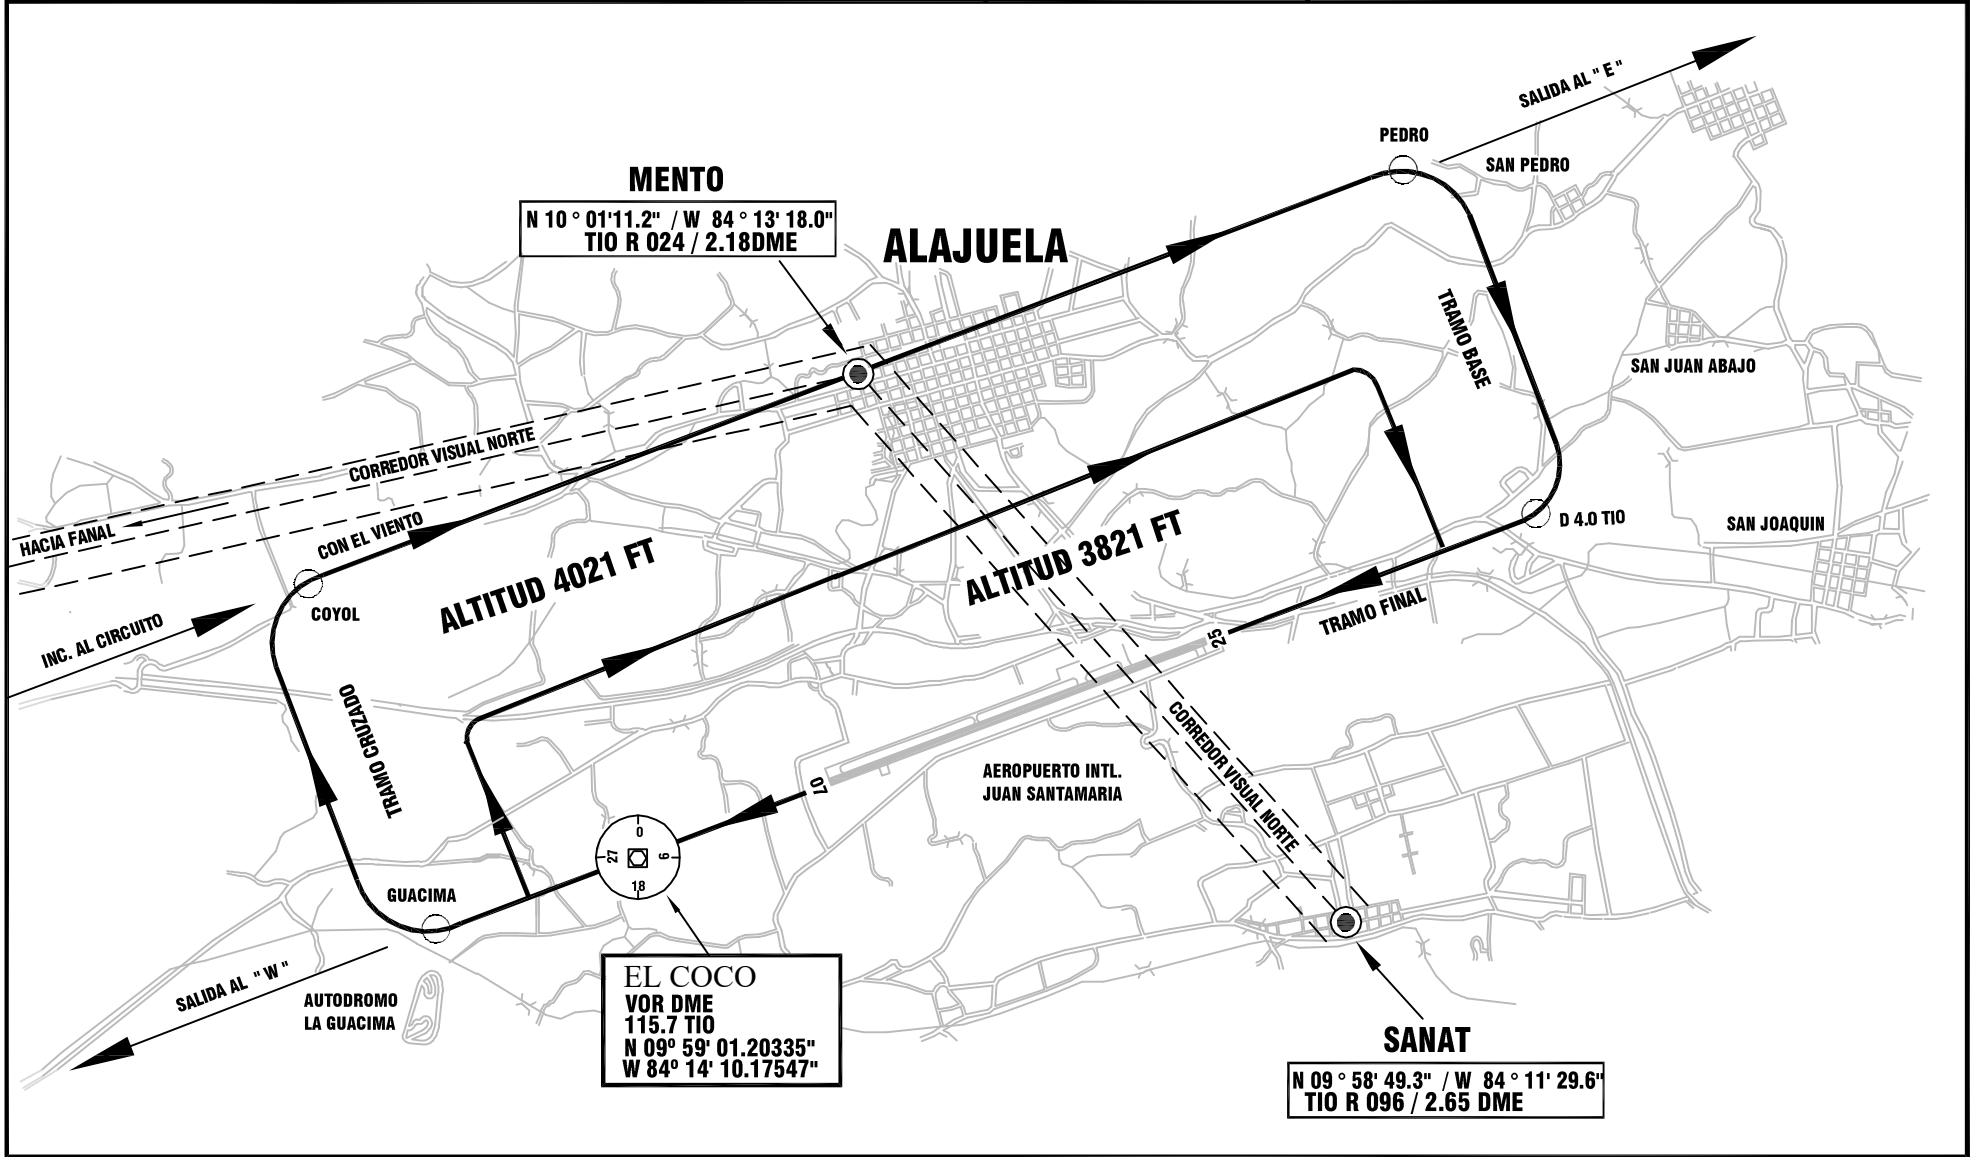 SALIDA AL " E "
PEDRO
SAN PEDRO
MENTO
N 10 ° 01'11.2" / W 84 ° 13' 18.0"
TIO R 024 / 2.18DME
ALAJUELA
TRAMO BASE
SAN JUAN ABAJO
CORREDOR VISUAL NORTE
HACIA FANAL
CON EL VIENTO
D 4.0 TIO
SAN JOAQUIN
ALTITUD 4021 FT
ALTITUD 3821 FT
COYOL
INC. AL CIRCUITO
TRAMO FINAL
25
TRAMO CRUZADO
CORREDOR VISUAL NORTE
07
AEROPUERTO INTL.
JUAN SANTAMARIA
0
27
9
18
GUACIMA
SALIDA AL " W "
AUTODROMO
LA GUACIMA
EL COCO
VOR DME
115.7 TIO
N 09º 59' 01.20335"
W 84º 14' 10.17547"
SANAT
N 09 ° 58' 49.3" / W 84 ° 11' 29.6"
TIO R 096 / 2.65 DME